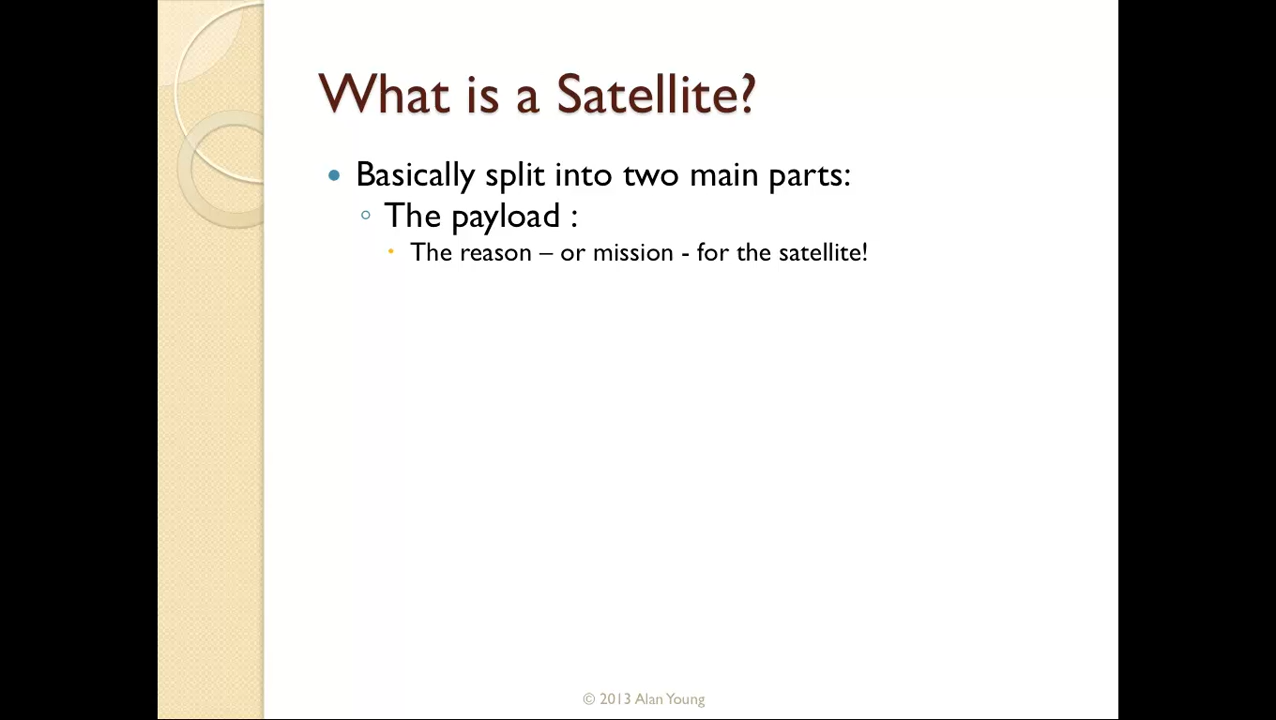 What is a Satellite?
Basically split into two main parts:
The payload :
The reason – or mission - for the satellite!
© 2013 Alan Young